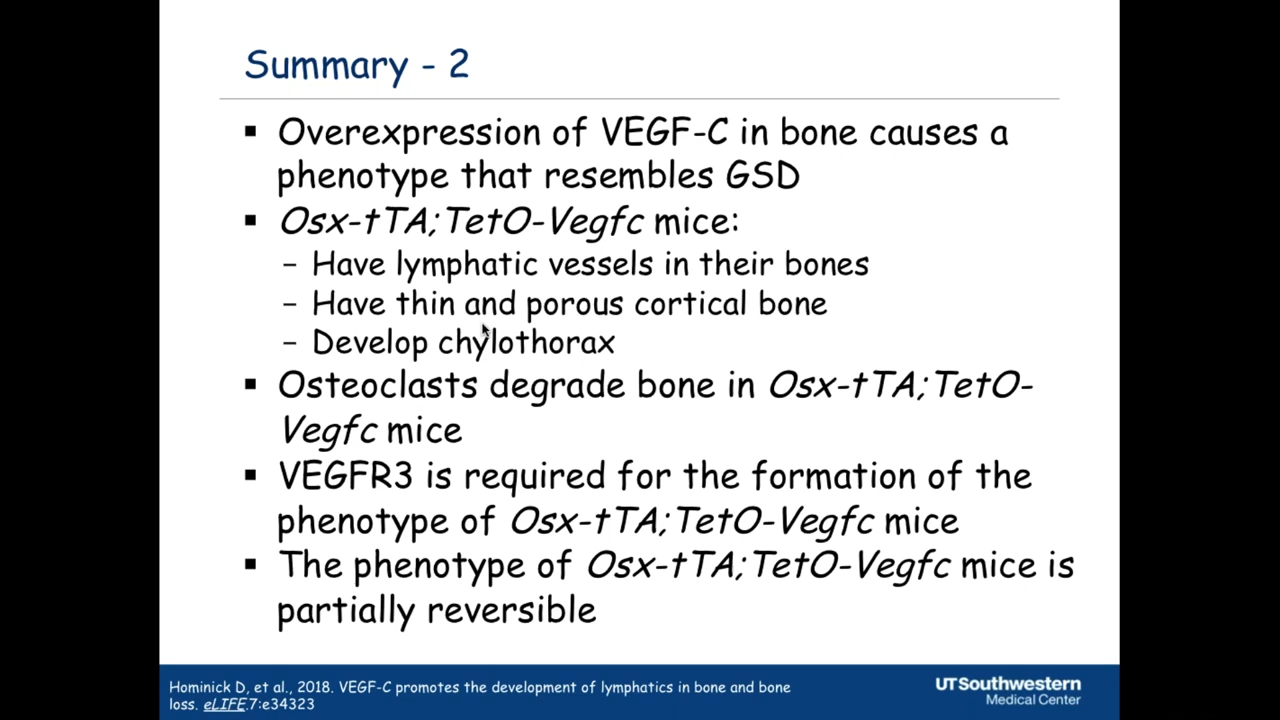 Summary - 2
▪ Overexpression of VEGF-C in bone causes a
phenotype that resembles GSD
▪ Osx-tTA;TetO-Vegfc mice:
– Have lymphatic vessels in their bones
– Have thin and porous cortical bone
– Develop chylothorax
▪ Osteoclasts degrade bone in Osx-tTA;TetO-
Vegfc mice
▪ VEGFR3 is required for the formation of the
phenotype of Osx-tTA;TetO-Vegfc mice
▪ The phenotype of Osx-tTA;TetO-Vegfc mice is
partially reversible
Hominick D, et al., 2018. VEGF-C promotes the development of lymphatics in bone and bone
loss. eLIFE.7:e34323
UTSouthwestern
Medical Center